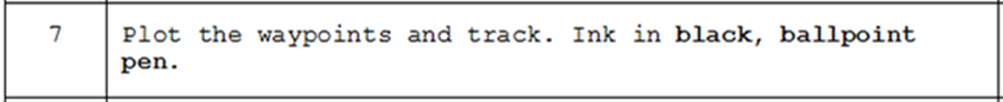 7 Plot the waypoints and track. Ink in black, ballpoint
pen.